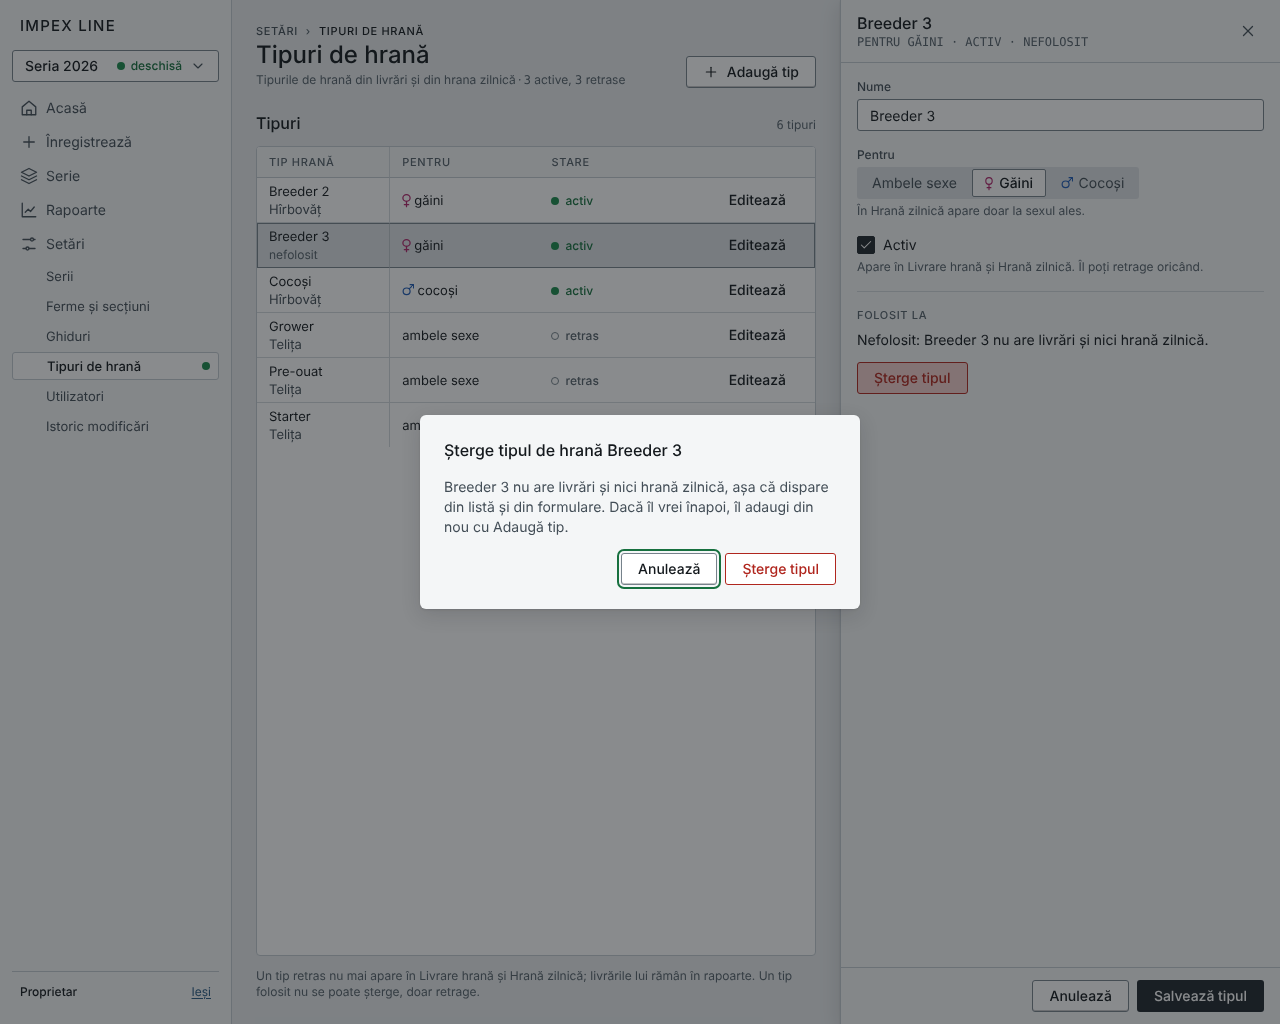 IMPEX LINE
Seria 2026 deschisă
Acasă
Înregistrează
Serie
Rapoarte
Setări
Serii
Ferme și secțiuni
Ghiduri
Tipuri de hrană
Utilizatori
Istoric modificări
Proprietar Ieși
SETĂRI › TIPURI DE HRANĂ
Tipuri de hrană
Tipurile de hrană din livrări și din hrana zilnică · 3 active, 3 retrase
Adaugă tip
Tipuri 6 tipuri
TIP HRANĂ PENTRU STARE
Breeder 2
Hîrbovăț
găini activ Editează
Breeder 3
nefolosit
găini activ Editează
Cocoși
Hîrbovăț
cocoși activ Editează
Grower
Telița
ambele sexe retras Editează
Pre-ouat
Telița
ambele sexe retras Editează
Starter
Telița
am
Un tip retras nu mai apare în Livrare hrană și Hrană zilnică; livrările lui rămân în rapoarte. Un tip
folosit nu se poate șterge, doar retrage.
Șterge tipul de hrană Breeder 3
Breeder 3 nu are livrări și nici hrană zilnică, așa că dispare
din listă și din formulare. Dacă îl vrei înapoi, îl adaugi din
nou cu Adaugă tip.
Anulează Șterge tipul
Breeder 3
PENTRU GĂINI · ACTIV · NEFOLOSIT
Nume
Breeder 3
Pentru
Ambele sexe Găini Cocoși
În Hrană zilnică apare doar la sexul ales.
Activ
Apare în Livrare hrană și Hrană zilnică. Îl poți retrage oricând.
FOLOSIT LA
Nefolosit: Breeder 3 nu are livrări și nici hrană zilnică.
Șterge tipul
Anulează Salvează tipul